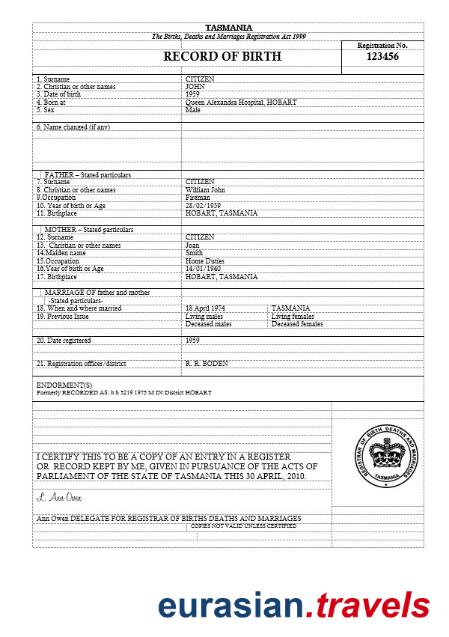 TASMANIA
The Births, Deaths and Marriages Registration Act 1999
RECORD OF BIRTH
Registration No.
123456
1. Surname CITIZEN
2. Christian or other names JOHN
3. Date of birth 1959
4. Born at Queen Alexandra Hospital, HOBART
5. Sex Male
6. Name changed (if any)
FATHER – Stated particulars
7. Surname CITIZEN
8. Christian or other names William John
9.Occupation Fireman
10. Year of birth or Age 28/02/1939
11. Birthplace HOBART, TASMANIA
MOTHER – Stated particulars
12. Surname CITIZEN
13. Christian or other names Joan
14.Maiden name Smith
15.Occupation Home Duties
16.Year of birth or Age 14/01/1940
17. Birthplace HOBART, TASMANIA
MARRIAGE OF father and mother
-Stated particulars-
18. When and where married 18 April 1974 TASMANIA
19. Previous Issue Living males Living females
Deceased males Deceased females
20. Date registered 1959
21. Registration officer/district R. R. BODEN
ENDORMENT(S)
Formerly RECORDED AS: h b 5219 1975 M IN District HOBART
REGISTRAR OF BIRTH DEATHS AND MARRIAGES
TASMANIA
I CERTIFY THIS TO BE A COPY OF AN ENTRY IN A REGISTER
OR RECORD KEPT BY ME, GIVEN IN PURSUANCE OF THE ACTS OF
PARLIAMENT OF THE STATE OF TASMANIA THIS 30 APRIL, 2010.
Ann Owen DELEGATE FOR REGISTRAR OF BIRTHS DEATHS AND MARRIAGES
COPIES NOT VALID UNLESS CERTIFIED
eurasian.travels